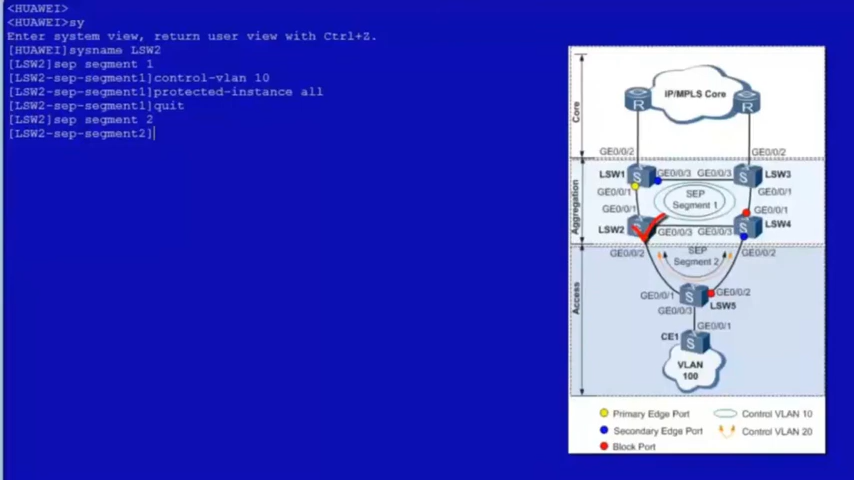 <HUAWEI>
<HUAWEI>sy
Enter system view, return user view with Ctrl+Z.
[HUAWEI]sysname LSW2
[LSW2]sep segment 1
[LSW2-sep-segment1]control-vlan 10
[LSW2-sep-segment1]protected-instance all
[LSW2-sep-segment1]quit
[LSW2]sep segment 2
[LSW2-sep-segment2]
Core
IP/MPLS Core
R
R
GE0/0/2
GE0/0/2
Aggregation
LSW1
S
GE0/0/3
GE0/0/3
S
LSW3
GE0/0/1
GE0/0/1
SEP
Segment 1
GE0/0/1
GE0/0/1
LSW2
GE0/0/3
GE0/0/3
S
LSW4
GE0/0/2
SEP
Segment 2
GE0/0/2
Access
GE0/0/1
S
GE0/0/2
LSW5
GE0/0/3
GE0/0/1
CE1
S
VLAN
100
Primary Edge Port
Control VLAN 10
Secondary Edge Port
Control VLAN 20
Block Port